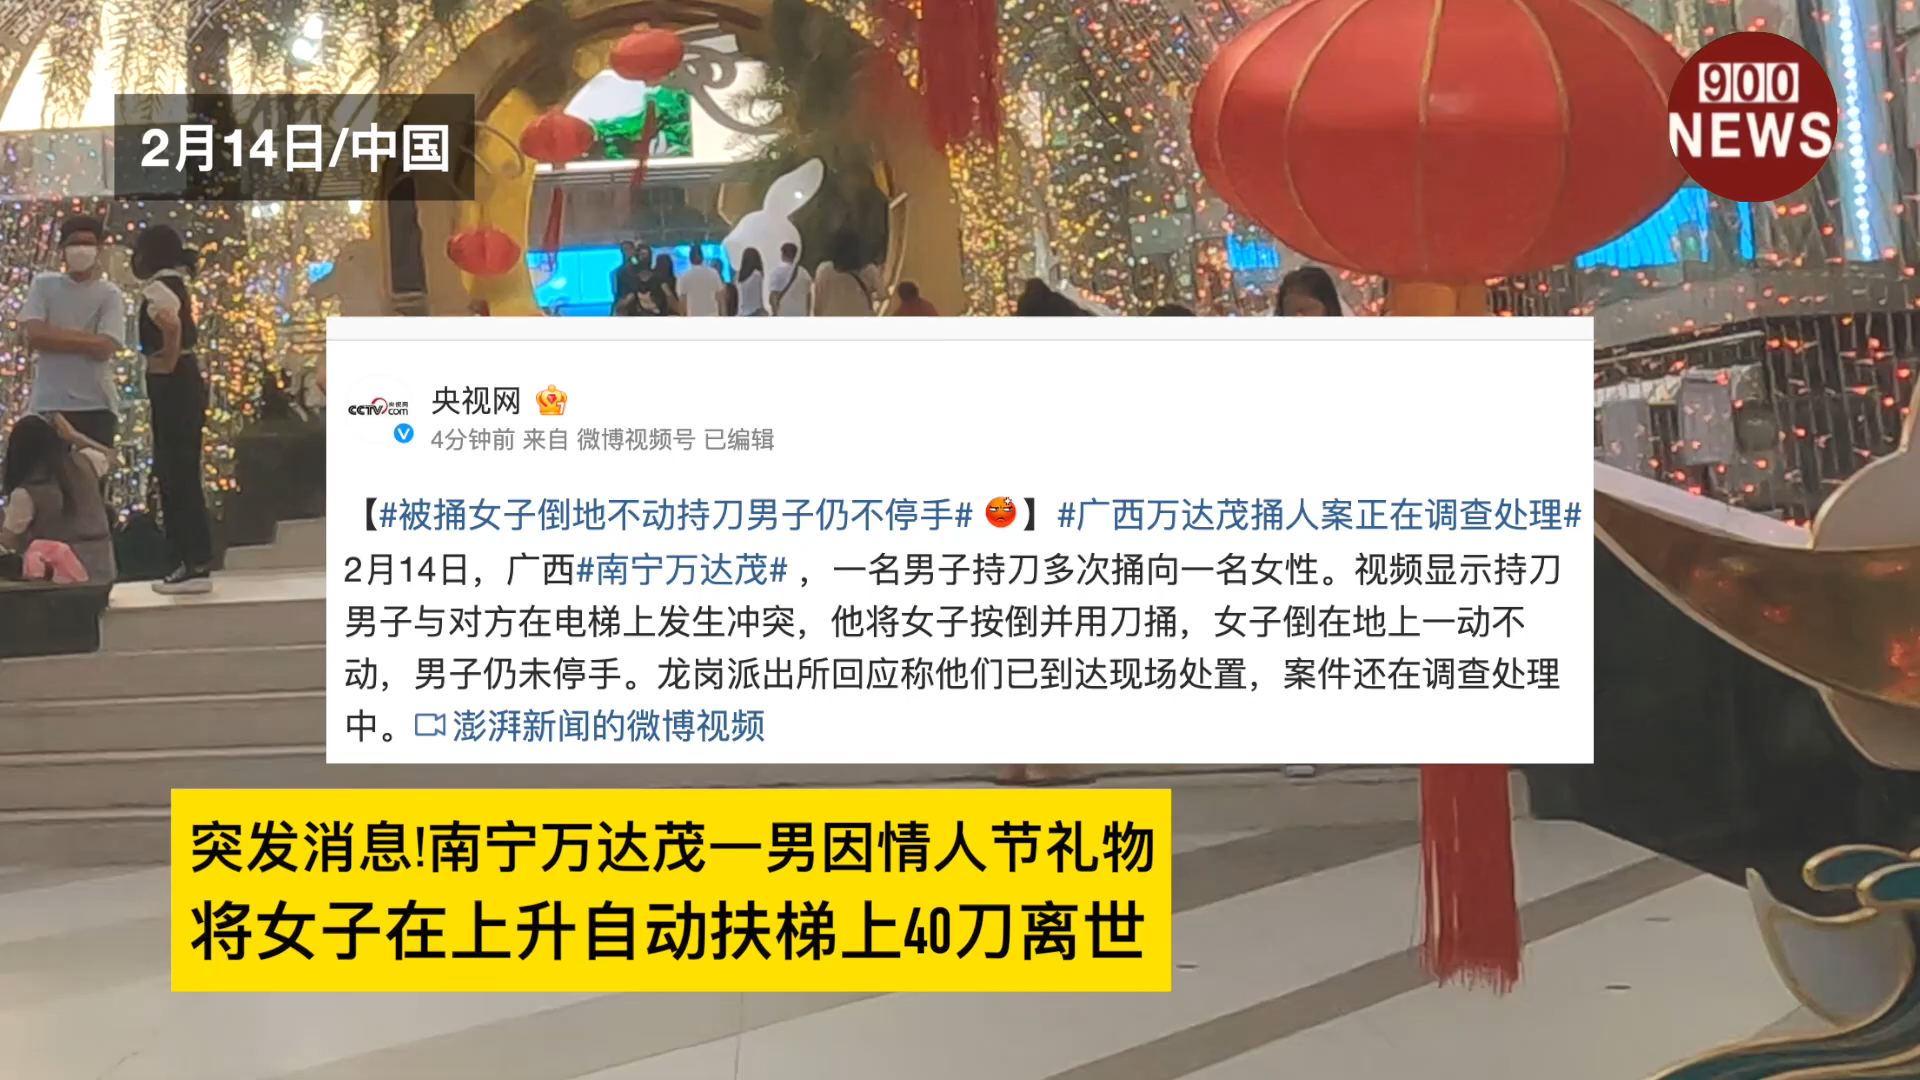 2月14日/中国
900
NEWS
CCTV央视网
com
央视网
4分钟前 来自 微博视频号 已编辑
【#被捅女子倒地不动持刀男子仍不停手# 】#广西万达茂捅人案正在调查处理#
2月14日，广西#南宁万达茂# ，一名男子持刀多次捅向一名女性。视频显示持刀
男子与对方在电梯上发生冲突，他将女子按倒并用刀捅，女子倒在地上一动不
动，男子仍未停手。龙岗派出所回应称他们已到达现场处置，案件还在调查处理
中。澎湃新闻的微博视频
突发消息!南宁万达茂一男因情人节礼物
将女子在上升自动扶梯上40刀离世